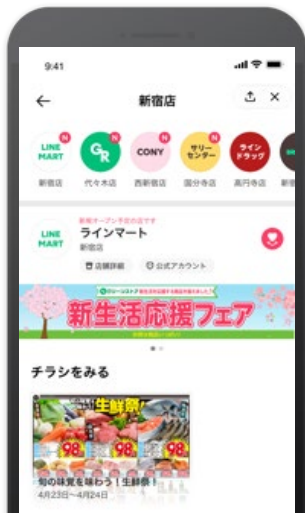 9:41
新宿店
N
N
N
LINE
MART
GR
CONY
サリー
センター
ライン
ドラッグ
新宿店
代々木店
西新宿店
国分寺店
高円寺店
新宿
新規オープン予定の店です
LINE
MART
ラインマート
新宿店
店舗詳細
公式アカウント
新生活応援フェア
チラシをみる
生鮮祭!
98
98
98
旬の味覚を味わう!生鮮祭!
4月23日〜4月24日